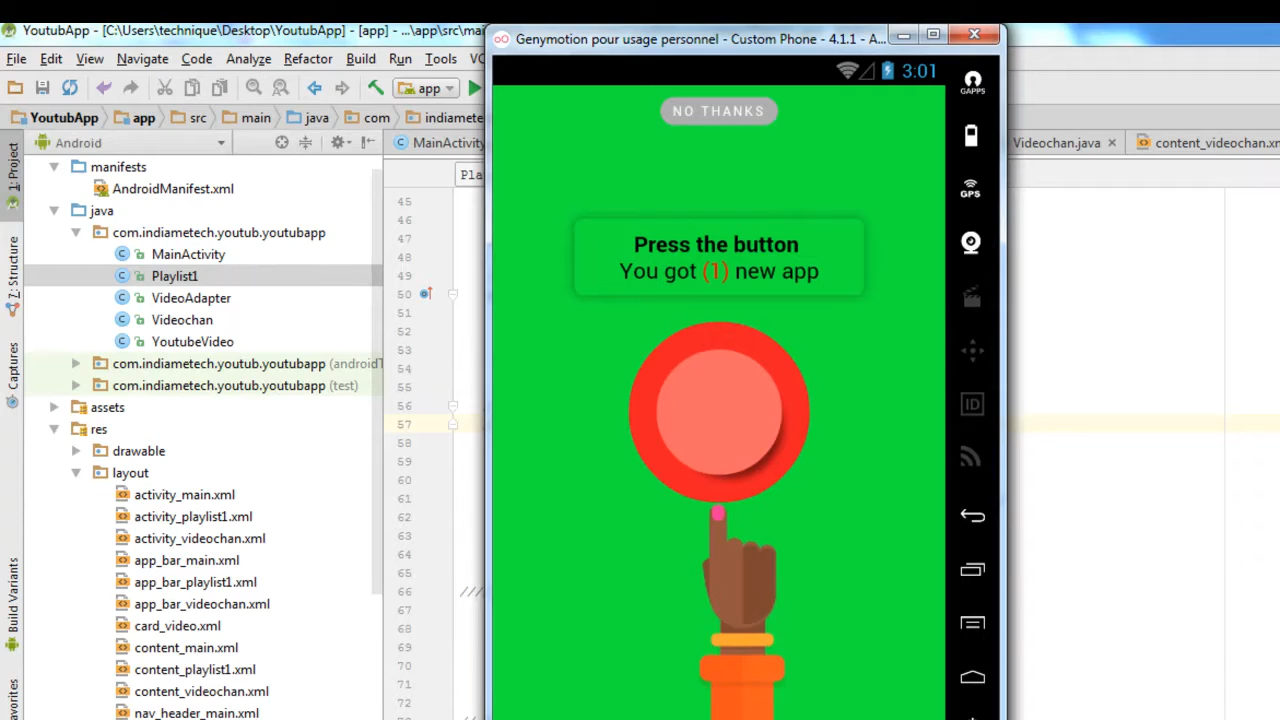 YoutubApp - [C:\Users\technique\Desktop\YoutubApp] - [app] - ...\app\src\ma
Genymotion pour usage personnel - Custom Phone - 4.1.1 - A...
File Edit View Navigate Code Analyze Refactor Build Run Tools VC
app
YoutubApp app src main java com indiamete
Android
MainActivity
Videochan.java
content_videochan.xm
1: Project
7: Structure
Captures
Build Variants
avorites
manifests
AndroidManifest.xml
java
com.indiametech.youtub.youtubapp
MainActivity
Playlist1
VideoAdapter
Videochan
YoutubeVideo
com.indiametech.youtub.youtubapp (androidT
com.indiametech.youtub.youtubapp (test)
assets
res
drawable
layout
activity_main.xml
activity_playlist1.xml
activity_videochan.xml
app_bar_main.xml
app_bar_playlist1.xml
app_bar_videochan.xml
card_video.xml
content_main.xml
content_playlist1.xml
content_videochan.xml
nav_header_main.xml
Pla
45
46
47
48
49
50
51
52
53
54
55
56
57
58
59
60
61
62
63
64
65
66 ///
67
68
69
70
71
72
3:01
NO THANKS
Press the button
You got (1) new app
GAPPS
GPS
ID